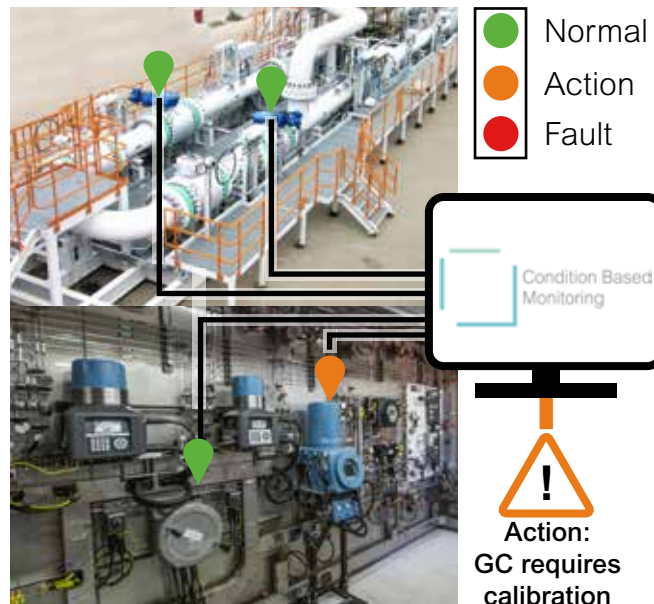 Normal
Action
Fault
Condition Based
Monitoring
!
Action:
GC requires
calibration